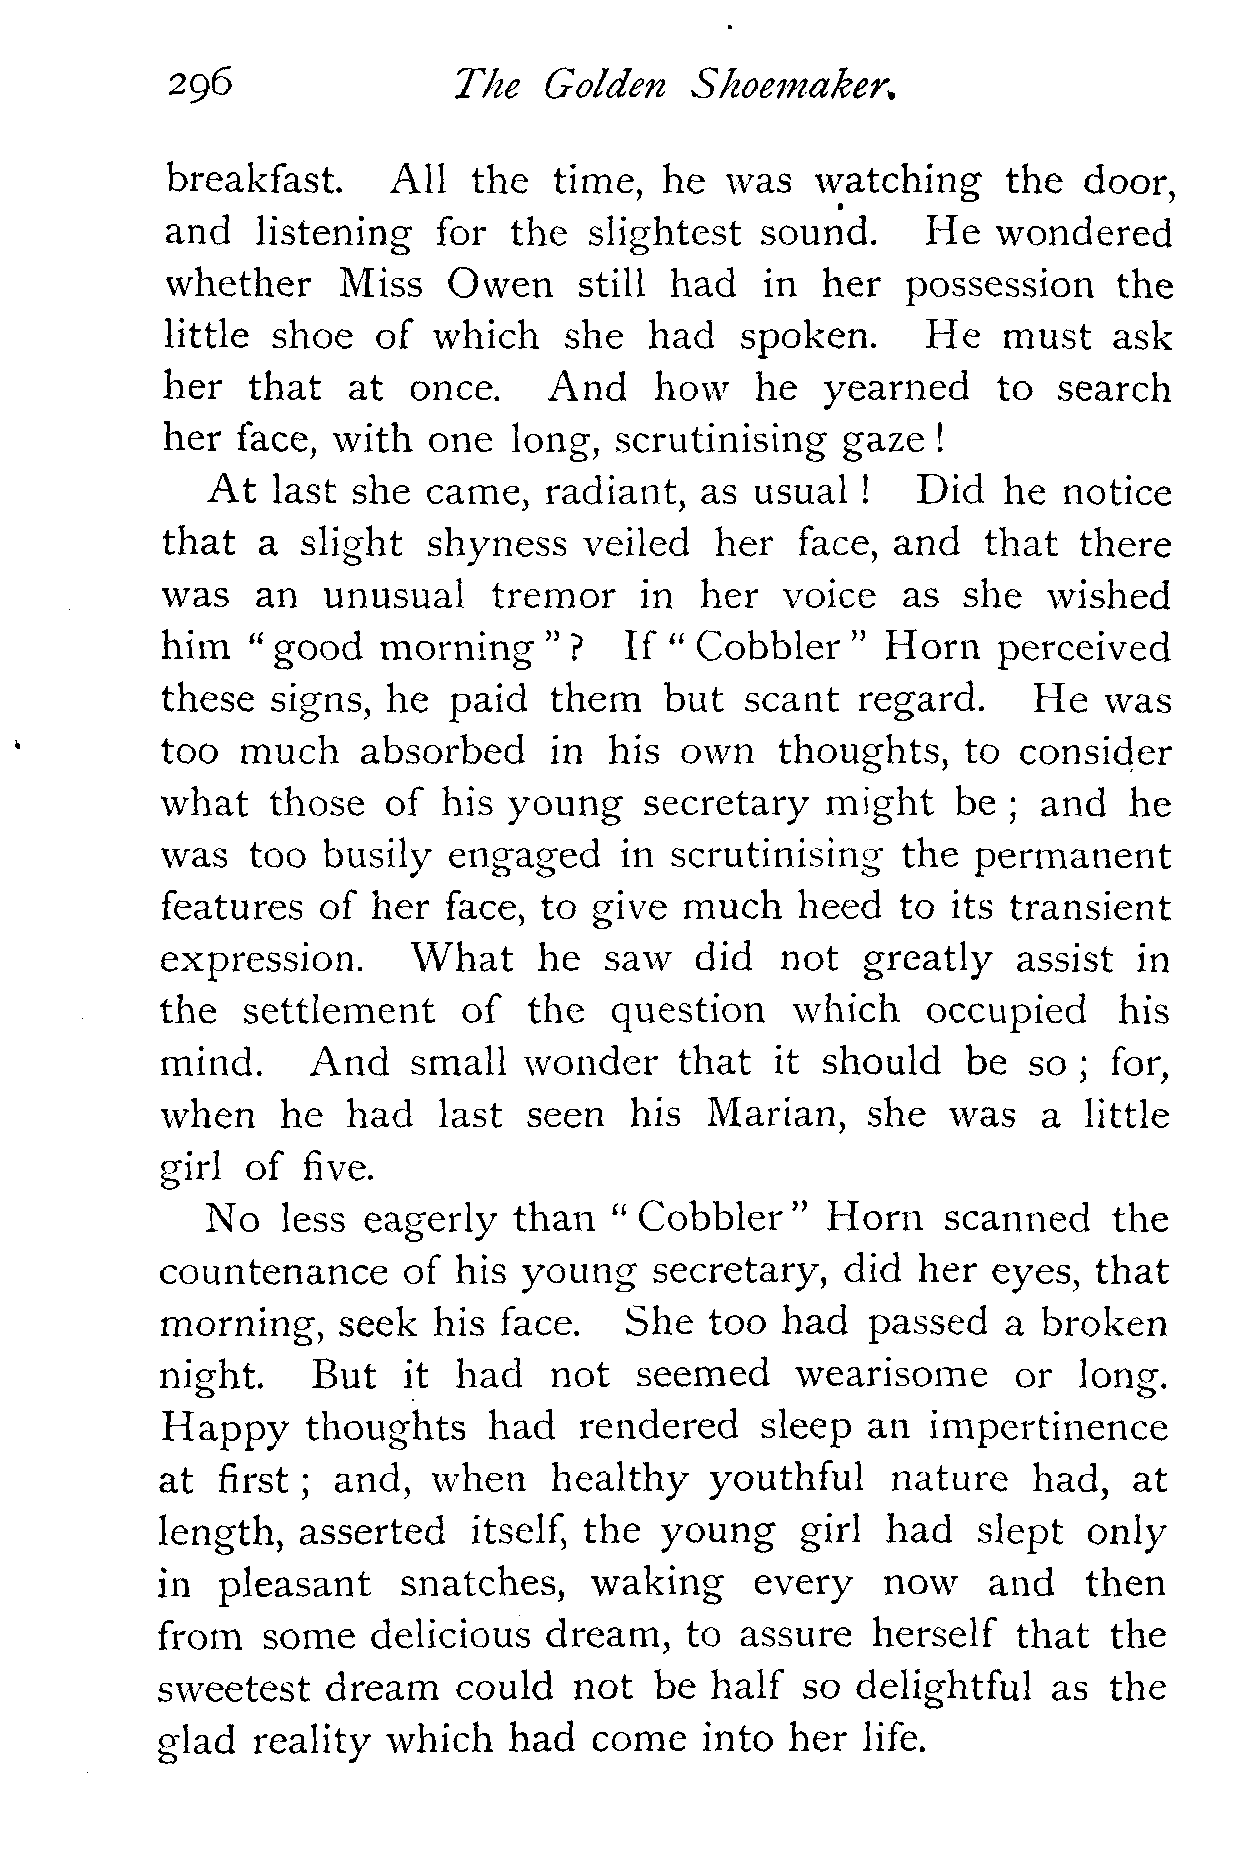 296 The Golden Shoemaker.
breakfast. All the time, he was watching the door,
and listening for the slightest sound. He wondered
whether Miss Owen still had in her possession the
little shoe of which she had spoken. He must ask
her that at once. And how he yearned to search
her face, with one long, scrutinising gaze !
At last she came, radiant, as usual ! Did he notice
that a slight shyness veiled her face, and that there
was an unusual tremor in her voice as she wished
him “ good morning ” ? If “ Cobbler ” Horn perceived
these signs, he paid them but scant regard. He was
too much absorbed in his own thoughts, to consider
what those of his young secretary might be ; and he
was too busily engaged in scrutinising the permanent
features of her face, to give much heed to its transient
expression. What he saw did not greatly assist in
the settlement of the question which occupied his
mind. And small wonder that it should be so ; for,
when he had last seen his Marian, she was a little
girl of five.
No less eagerly than “ Cobbler ” Horn scanned the
countenance of his young secretary, did her eyes, that
morning, seek his face. She too had passed a broken
night. But it had not seemed wearisome or long.
Happy thoughts had rendered sleep an impertinence
at first ; and, when healthy youthful nature had, at
length, asserted itself, the young girl had slept only
in pleasant snatches, waking every now and then
from some delicious dream, to assure herself that the
sweetest dream could not be half so delightful as the
glad reality which had come into her life.